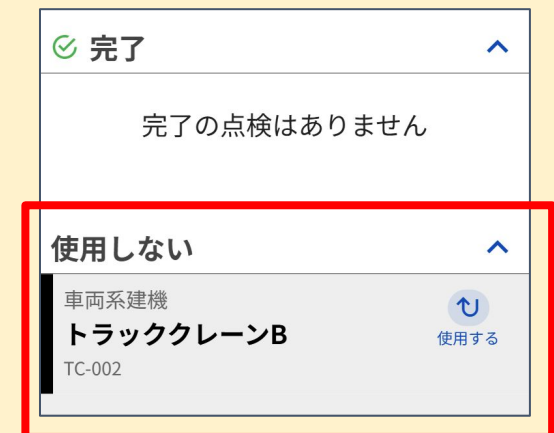 完了
完了の点検はありません
使用しない
車両系建機
トラッククレーンB
使用する
TC-002